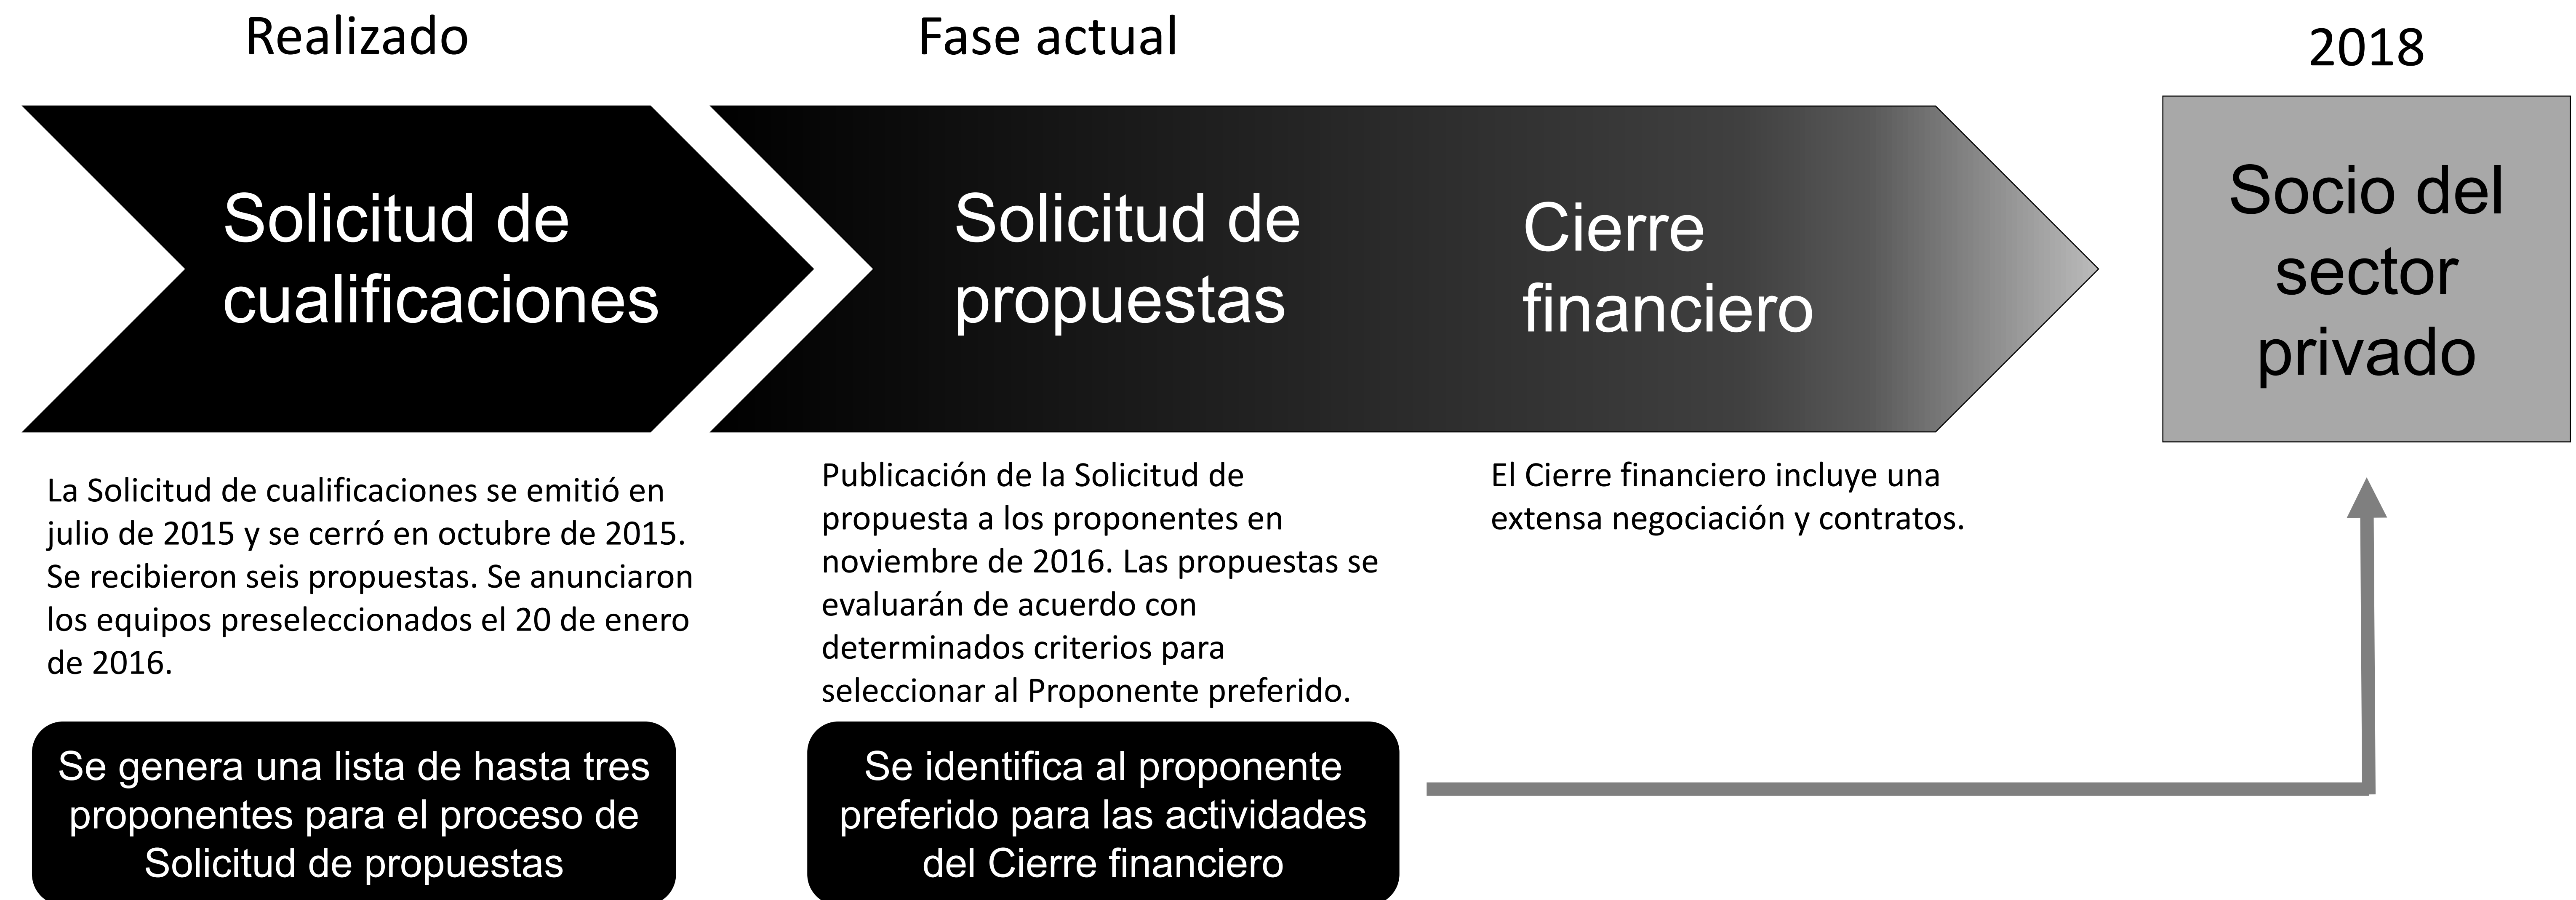 Realizado
Fase actual
2018
Solicitud de
cualificaciones
Solicitud de
propuestas
Cierre
financiero
Socio del
sector
privado
La Solicitud de cualificaciones se emitió en
julio de 2015 y se cerró en octubre de 2015.
Se recibieron seis propuestas. Se anunciaron
los equipos preseleccionados el 20 de enero
de 2016.
Publicación de la Solicitud de
propuesta a los proponentes en
noviembre de 2016. Las propuestas se
evaluarán de acuerdo con
determinados criterios para
seleccionar al Proponente preferido.
El Cierre financiero incluye una
extensa negociación y contratos.
Se genera una lista de hasta tres
proponentes para el proceso de
Solicitud de propuestas
Se identifica al proponente
preferido para las actividades
del Cierre financiero